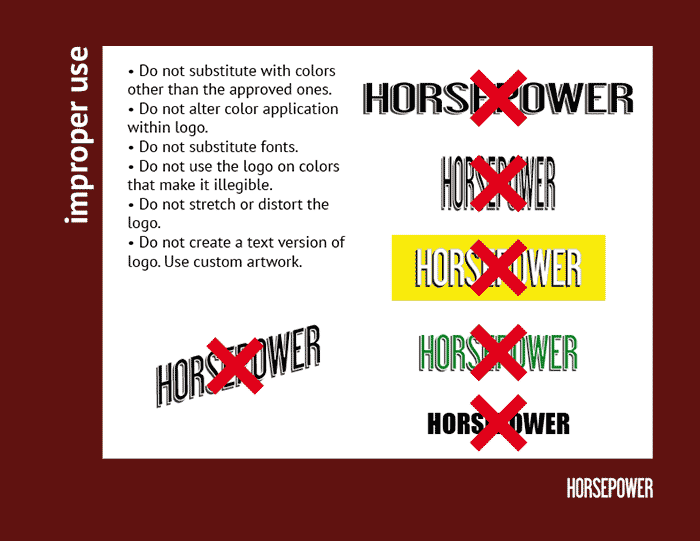 improper use
• Do not substitute with colors
other than the approved ones.
• Do not alter color application
within logo.
• Do not substitute fonts.
• Do not use the logo on colors
that make it illegible.
• Do not stretch or distort the
logo.
• Do not create a text version of
logo. Use custom artwork.
HORSEPOWER
HORSEPOWER
HORSEPOWER
HORSEPOWER
HORSEPOWER
HORSEPOWER
HORSEPOWER